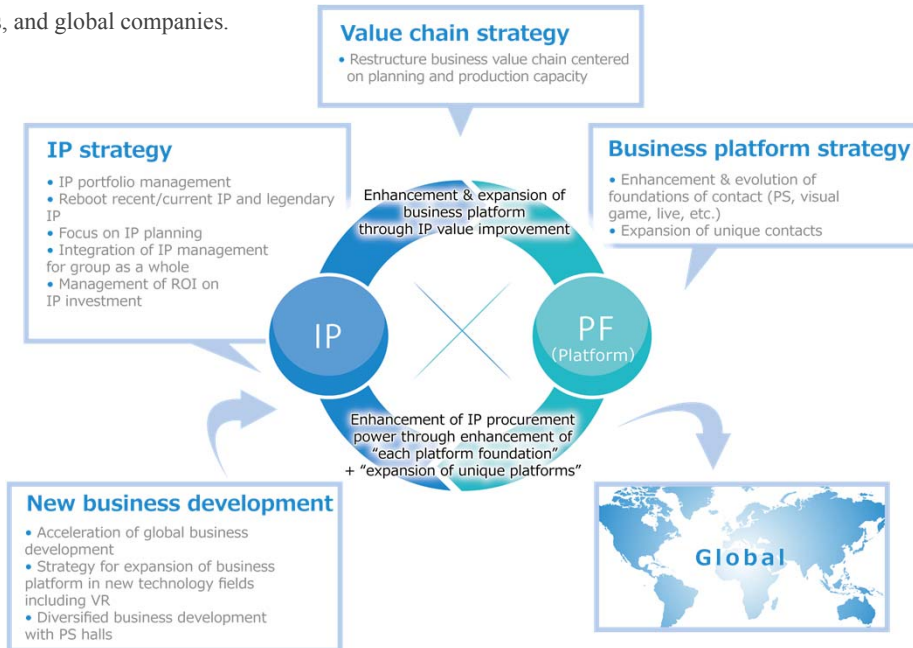 s, and global companies.
Value chain strategy
• Restructure business value chain centered
on planning and production capacity
IP strategy
• IP portfolio management
• Reboot recent/current IP and legendary
IP
• Focus on IP planning
• Integration of IP management
for group as a whole
• Management of ROI on
IP investment
Business platform strategy
• Enhancement & evolution of
foundations of contact (PS, visual
game, live, etc.)
• Expansion of unique contacts
Enhancement & expansion of
business platform
through IP value improvement
IP
PF
(Platform)
Enhancement of IP procurement
power through enhancement of
“each platform foundation”
+ “expansion of unique platforms”
New business development
• Acceleration of global business
development
• Strategy for expansion of business
platform in new technology fields
including VR
• Diversified business development
with PS halls
Global